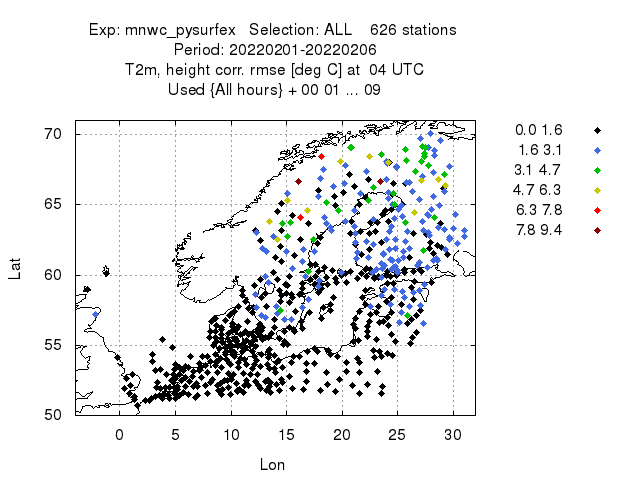 Exp: mnwc_pysurfex Selection: ALL 626 stations
Period: 20220201-20220206
T2m, height corr. rmse [deg C] at 04 UTC
Used {All hours} + 00 01 ... 09
70
65
60
55
50
0 5 10 15 20 25 30
Lat
Lon
0.0 1.6
1.6 3.1
3.1 4.7
4.7 6.3
6.3 7.8
7.8 9.4